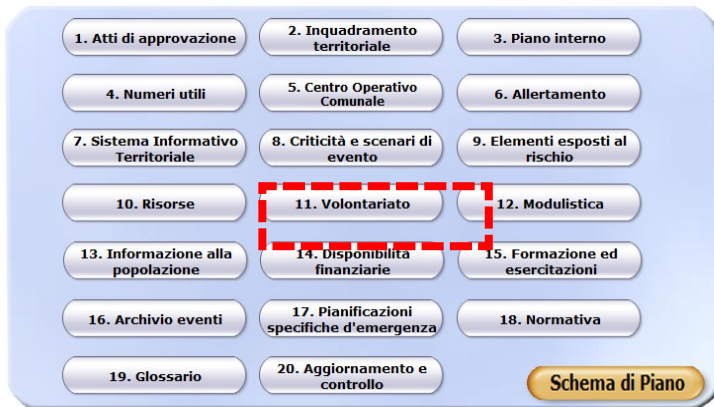 1. Atti di approvazione
2. Inquadramento
territoriale
3. Piano interno
4. Numeri utili
5. Centro Operativo
Comunale
6. Allertamento
7. Sistema Informativo
Territoriale
8. Criticità e scenari di
evento
9. Elementi esposti al
rischio
10. Risorse
11. Volontariato
12. Modulistica
13. Informazione alla
popolazione
14. Disponibilità
finanziarie
15. Formazione ed
esercitazioni
16. Archivio eventi
17. Pianificazioni
specifiche d'emergenza
18. Normativa
19. Glossario
20. Aggiornamento e
controllo
Schema di Piano